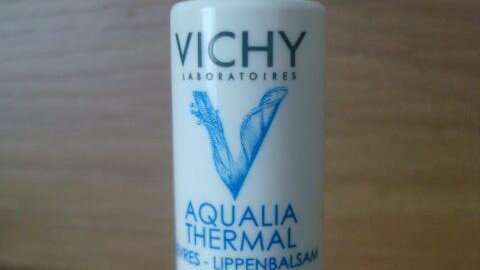 VICHY
LABORATOIRES
AQUALIA
THERMAL
- LIPPENBALSAM